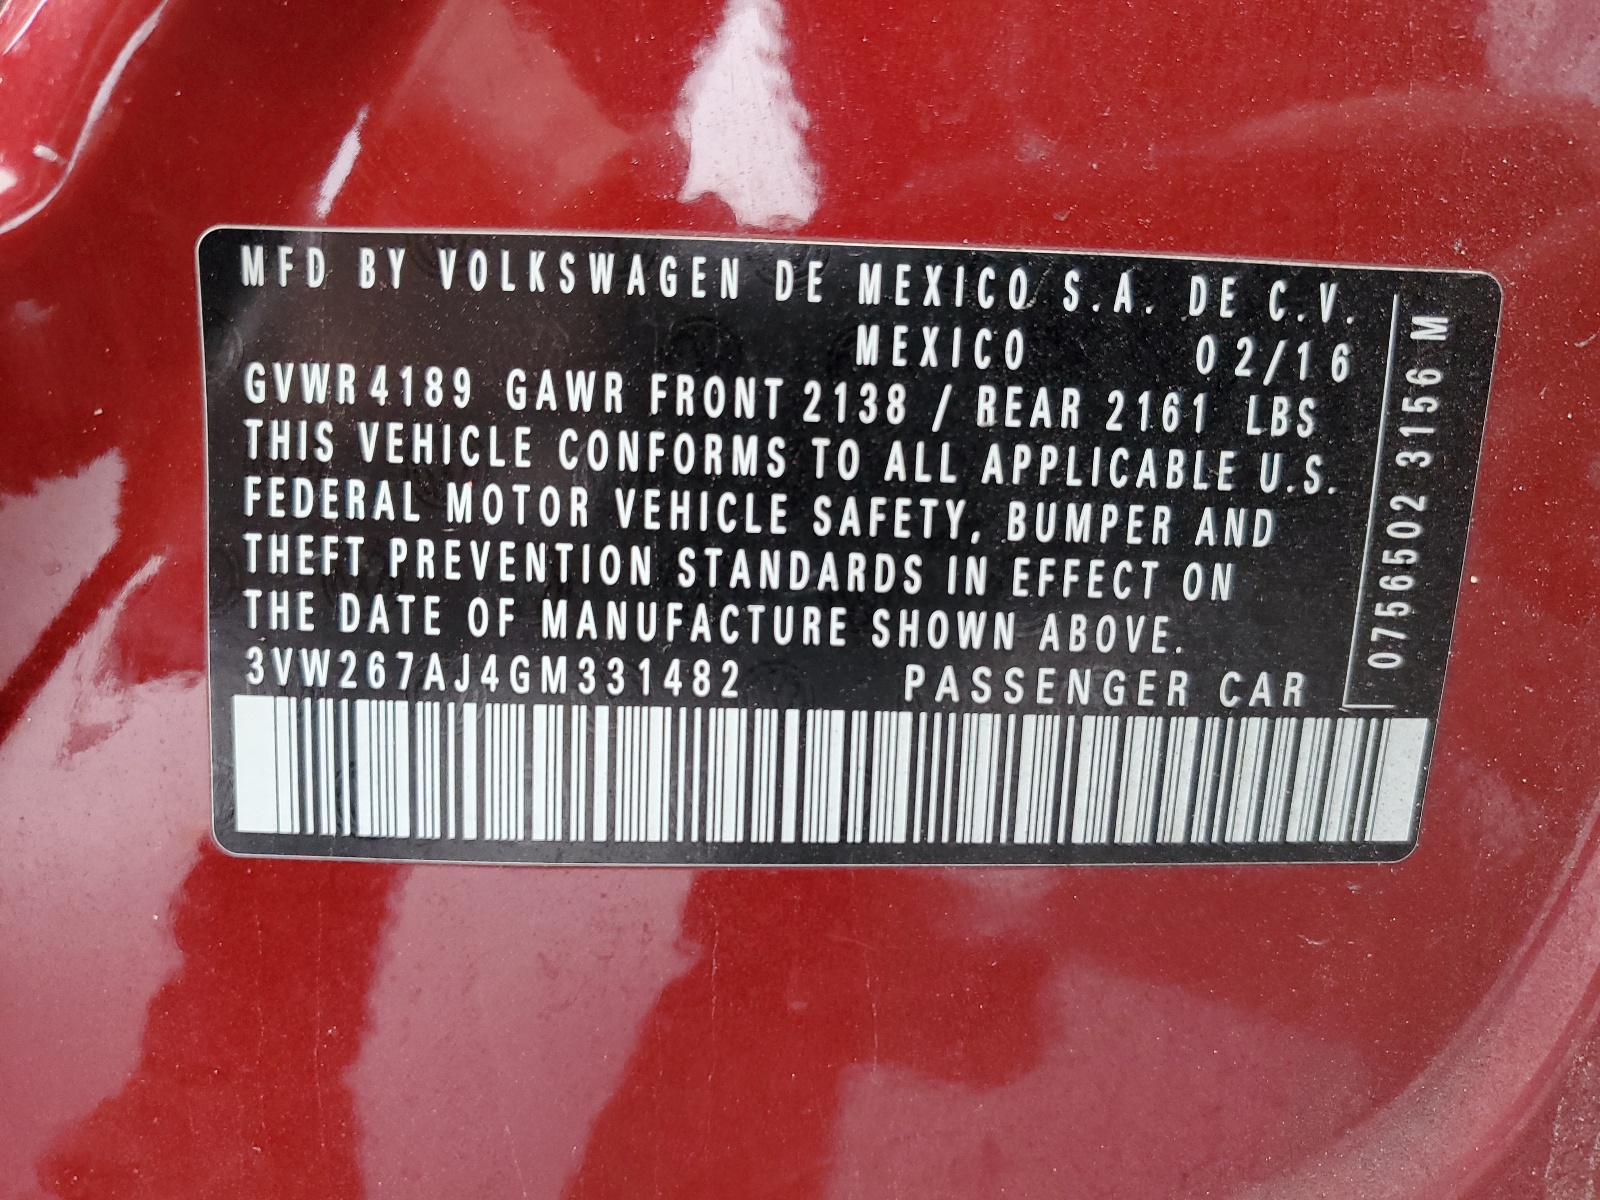 MFD BY VOLKSWAGEN DE MEXICO S.A. DE C.V.
MEXICO 02/16
GVWR 4189 GAWR FRONT 2138 / REAR 2161 LBS
THIS VEHICLE CONFORMS TO ALL APPLICABLE U.S.
FEDERAL MOTOR VEHICLE SAFETY, BUMPER AND
THEFT PREVENTION STANDARDS IN EFFECT ON
THE DATE OF MANUFACTURE SHOWN ABOVE.
3VW267AJ4GM331482 PASSENGER CAR
0756502 3156 M